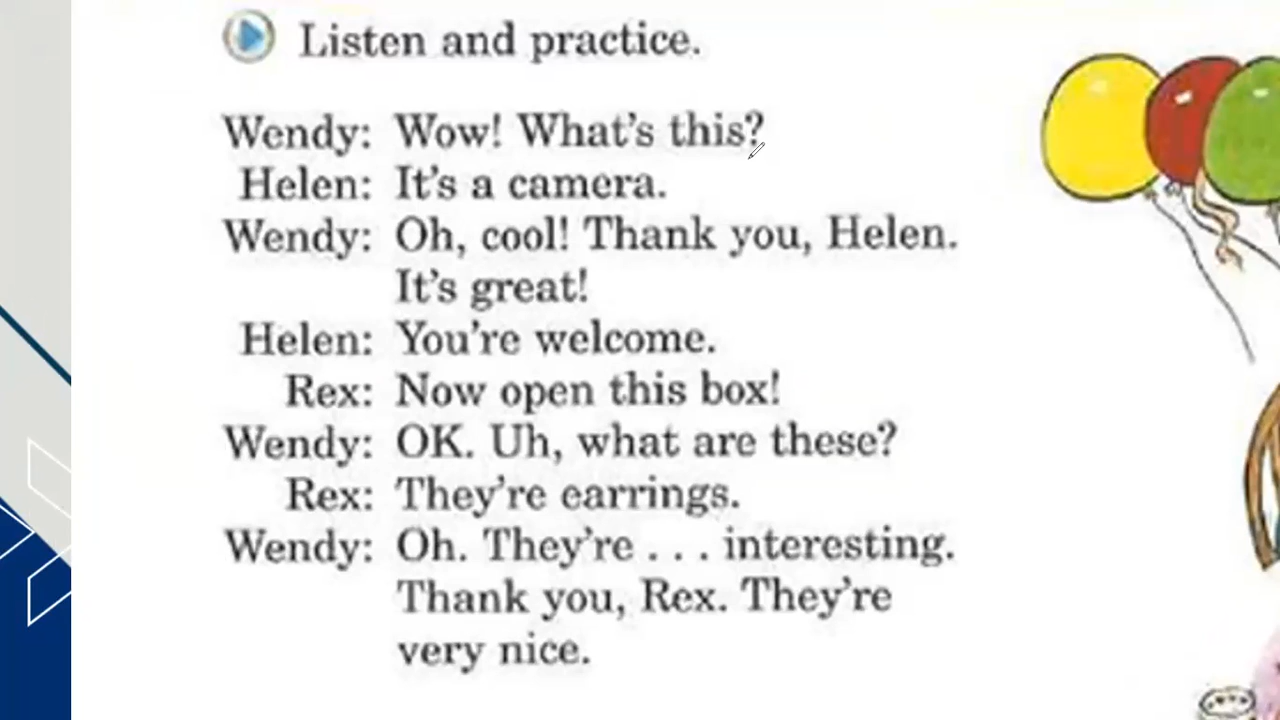 Listen and practice.
Wendy: Wow! What's this?
Helen: It's a camera.
Wendy: Oh, cool! Thank you, Helen.
It's great!
Helen: You're welcome.
Rex: Now open this box!
Wendy: OK. Uh, what are these?
Rex: They're earrings.
Wendy: Oh. They're . . . interesting.
Thank you, Rex. They're
very nice.